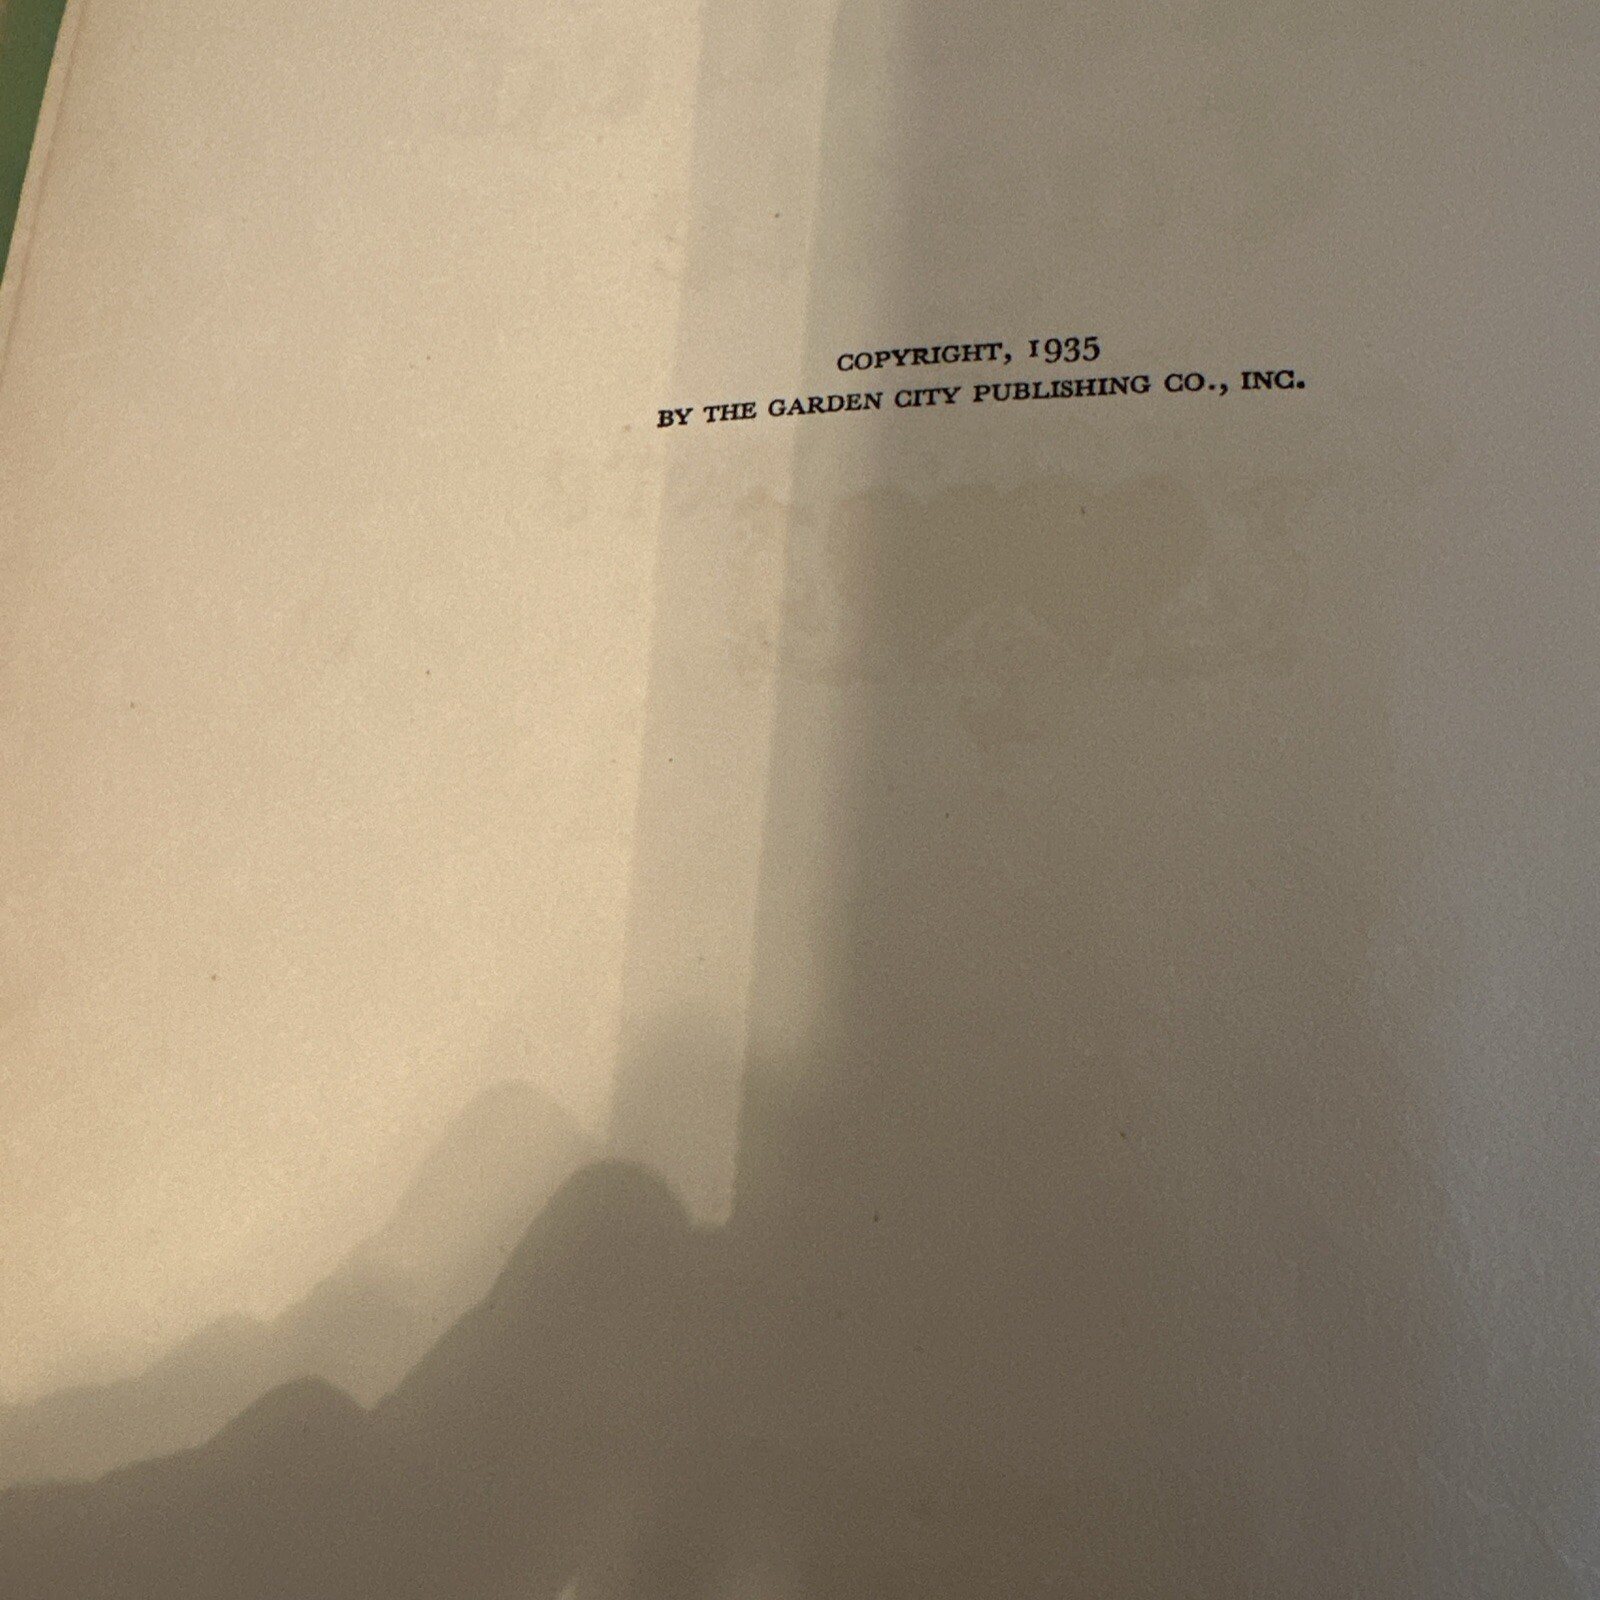 COPYRIGHT, 1935
BY THE GARDEN CITY PUBLISHING CO., INC.